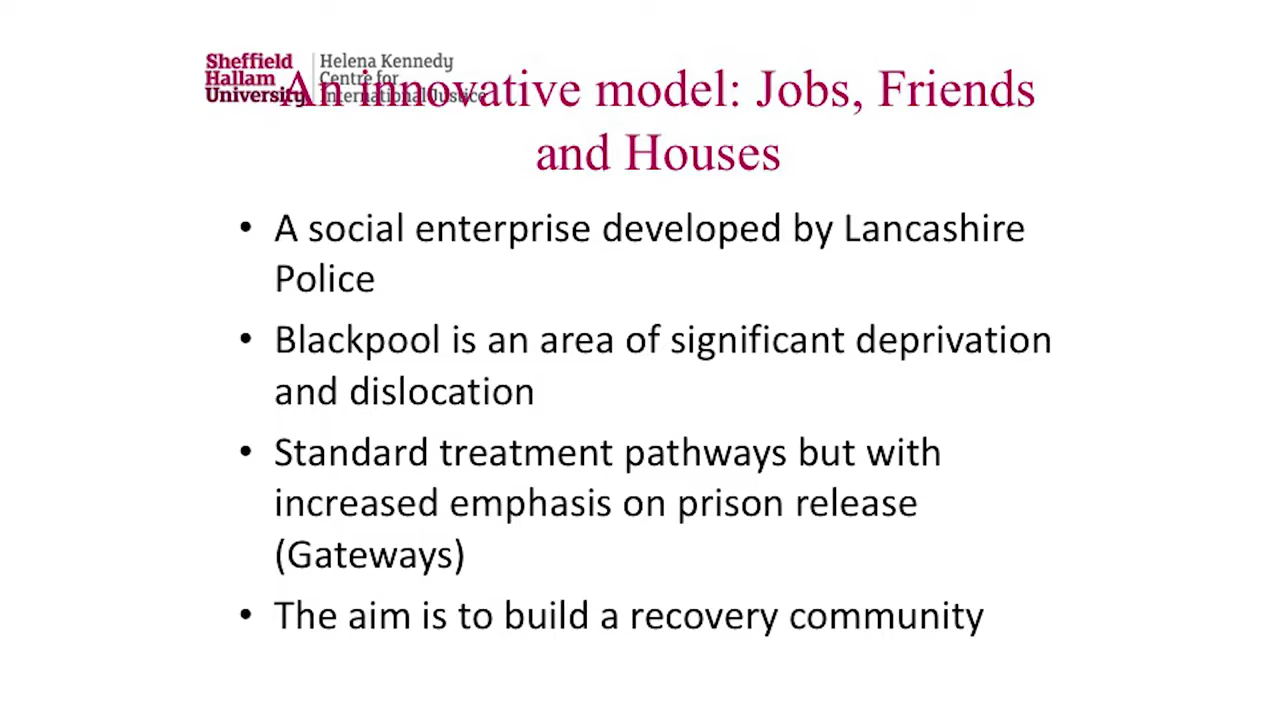 Sheffield
Hallam
University
Helena Kennedy
Centre for
International Justice
An innovative model: Jobs, Friends
and Houses
• A social enterprise developed by Lancashire
Police
• Blackpool is an area of significant deprivation
and dislocation
• Standard treatment pathways but with
increased emphasis on prison release
(Gateways)
• The aim is to build a recovery community